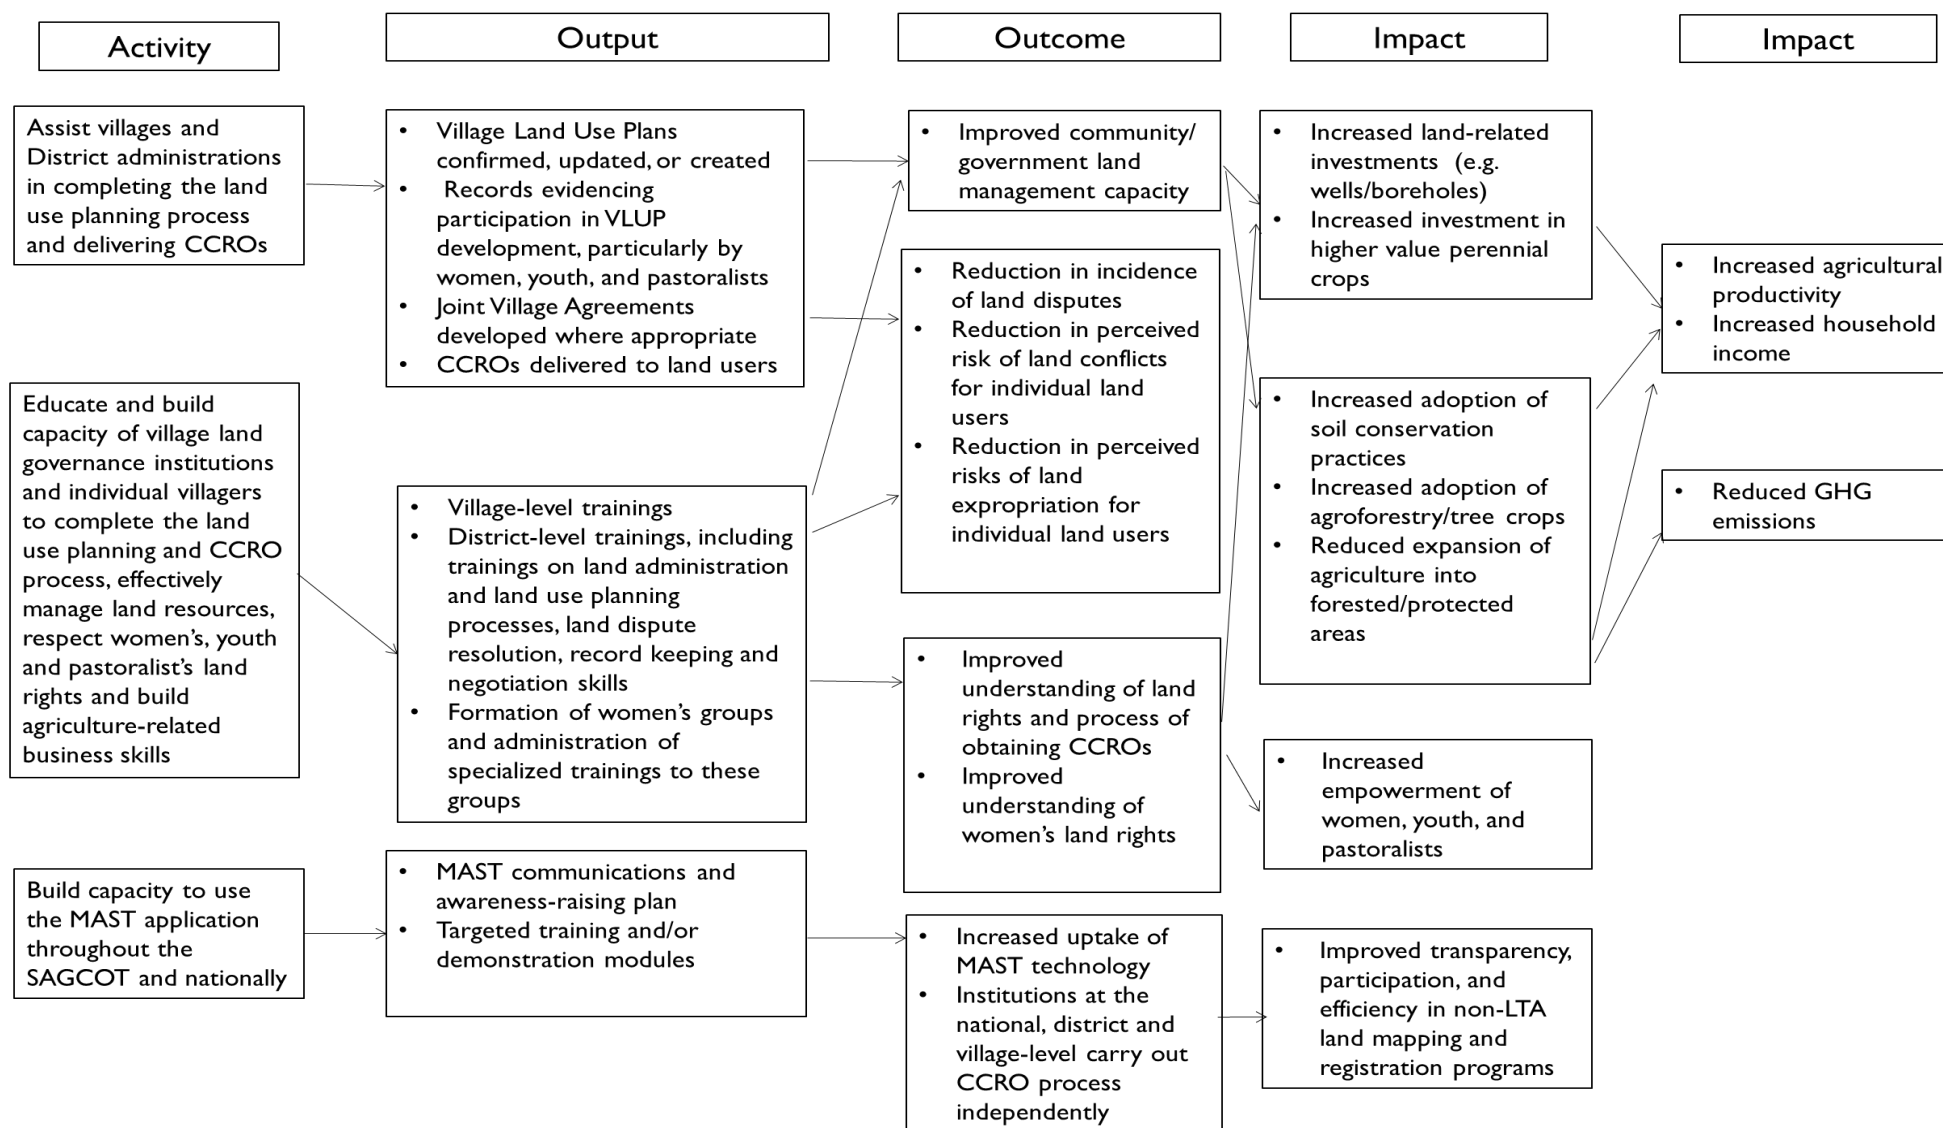 Activity
Output
Outcome
Impact
Impact
Assist villages and
District administrations
in completing the land
use planning process
and delivering CCROs
Educate and build
capacity of village land
governance institutions
and individual villagers
to complete the land
use planning and CCRO
process, effectively
manage land resources,
respect women's, youth
and pastoralist's land
rights and build
agriculture-related
business skills
Build capacity to use
the MAST application
throughout the
SAGCOT and nationally
• Village Land Use Plans
confirmed, updated, or created
• Records evidencing
participation in VLUP
development, particularly by
women, youth, and pastoralists
• Joint Village Agreements
developed where appropriate
• CCROs delivered to land users
• Village-level trainings
• District-level trainings, including
trainings on land administration
and land use planning
processes, land dispute
resolution, record keeping and
negotiation skills
• Formation of women's groups
and administration of
specialized trainings to these
groups
• MAST communications and
awareness-raising plan
• Targeted training and/or
demonstration modules
• Improved community/
government land
management capacity
• Reduction in incidence
of land disputes
• Reduction in perceived
risk of land conflicts
for individual land
users
• Reduction in perceived
risks of land
expropriation for
individual land users
• Improved
understanding of land
rights and process of
obtaining CCROs
• Improved
understanding of
women's land rights
• Increased uptake of
MAST technology
• Institutions at the
national, district and
village-level carry out
CCRO process
independently
• Increased land-related
investments (e.g.
wells/boreholes)
• Increased investment in
higher value perennial
crops
• Increased adoption of
soil conservation
practices
• Increased adoption of
agroforestry/tree crops
• Reduced expansion of
agriculture into
forested/protected
areas
• Increased
empowerment of
women, youth, and
pastoralists
• Improved transparency,
participation, and
efficiency in non-LTA
land mapping and
registration programs
• Increased agricultural
productivity
• Increased household
income
• Reduced GHG
emissions